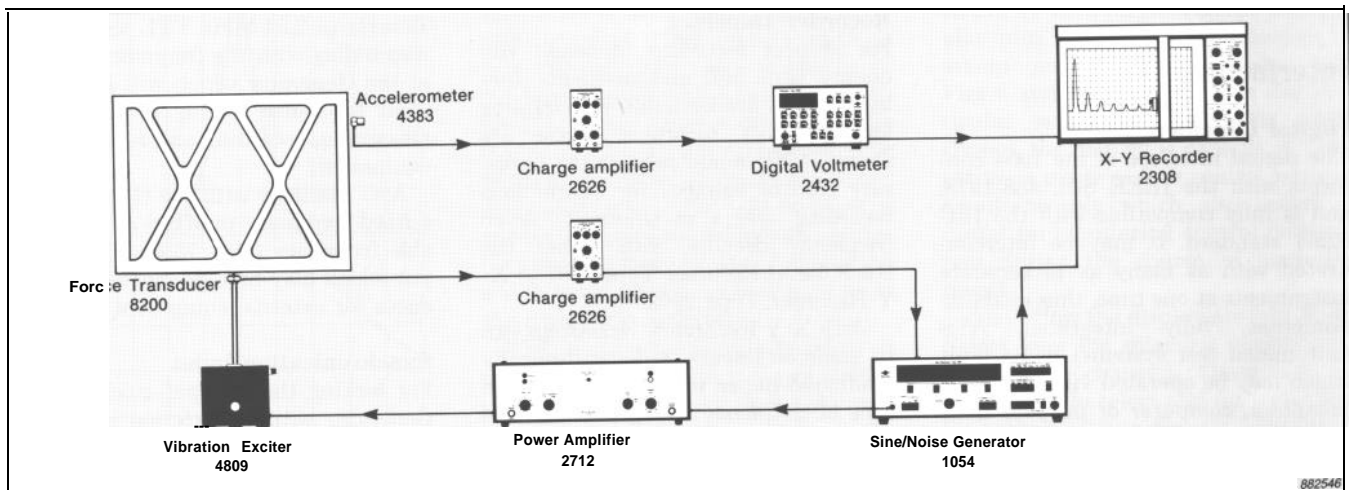 Accelerometer
4383
Charge amplifier
2626
Digital Voltmeter
2432
X–Y Recorder
2308
Force Transducer
8200
Charge amplifier
2626
Vibration Exciter
4809
Power Amplifier
2712
Sine/Noise Generator
1054
882546